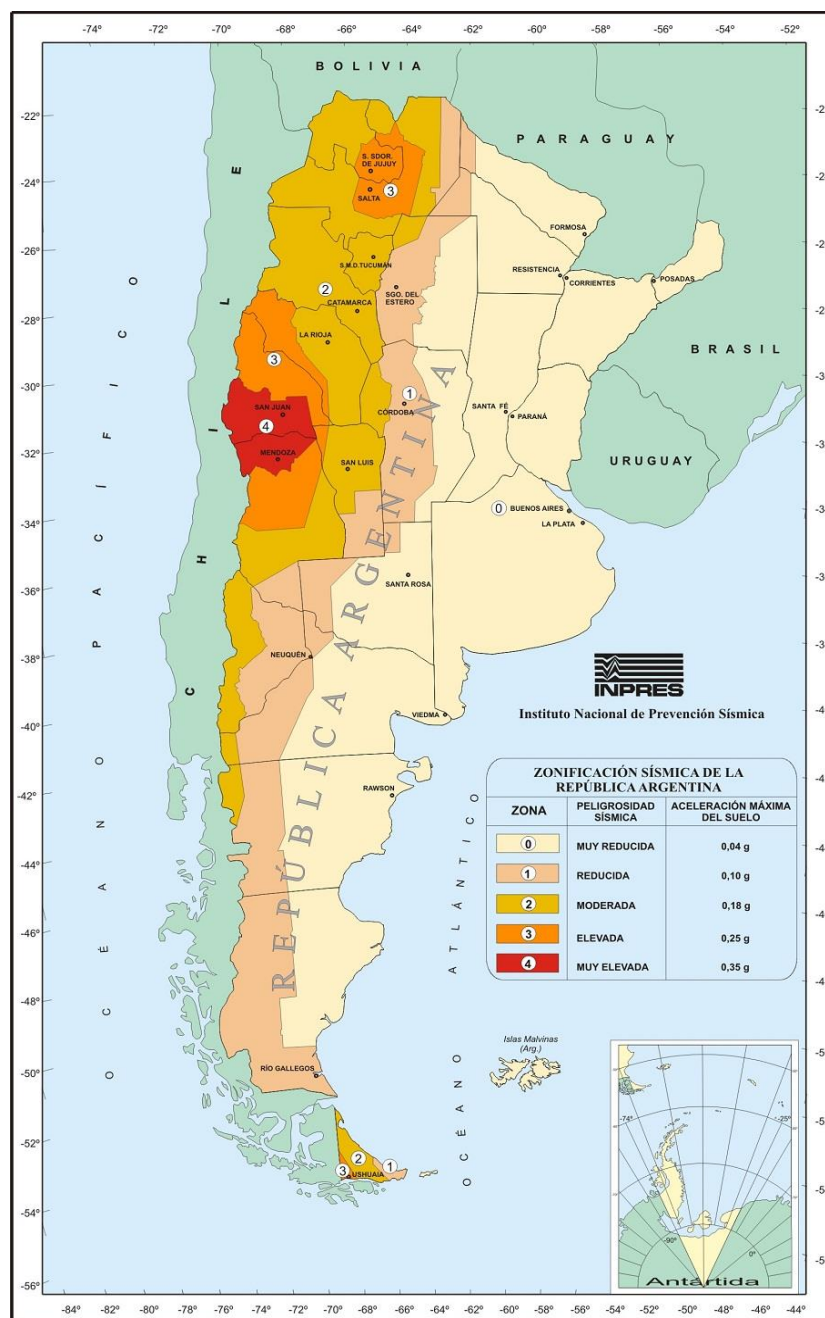 -74°
-72°
-70°
-68°
-66°
-64°
-62°
-60°
-58°
-56°
-54°
-52°
BOLIVIA
PARAGUAY
BRASIL
URUGUAY
CHILE
OCÉANO PACÍFICO
OCÉANO ATLÁNTICO
REPÚBLICA ARGENTINA
-22°
-24°
-26°
-28°
-30°
-32°
-34°
-36°
-38°
-40°
-42°
-44°
-46°
-48°
-50°
-52°
-54°
-56°
S. SDOR.
DE JUJUY
3
SALTA
FORMOSA
S.M.D.TUCUMÁN
RESISTENCIA
CORRIENTES
POSADAS
2
SGO. DEL
ESTERO
CATAMARCA
LA RIOJA
3
1
CÓRDOBA
SANTA FÉ
PARANÁ
SAN JUAN
4
MENDOZA
SAN LUIS
0
BUENOS AIRES
LA PLATA
SANTA ROSA
NEUQUÉN
VIEDMA
RAWSON
RÍO GALLEGOS
2
1
3
USHUAIA
Islas Malvinas
(Arg.)
INPRES
Instituto Nacional de Prevención Sísmica
ZONIFICACIÓN SÍSMICA DE LA
REPÚBLICA ARGENTINA
ZONA PELIGROSIDAD SÍSMICA ACELERACIÓN MÁXIMA DEL SUELO
0 MUY REDUCIDA 0,04 g
1 REDUCIDA 0,10 g
2 MODERADA 0,18 g
3 ELEVADA 0,25 g
4 MUY ELEVADA 0,35 g
-74°
-25°
-90°
0°
Antártida
-84°
-82°
-80°
-78°
-76°
-74°
-72°
-70°
-68°
-66°
-64°
-62°
-60°
-58°
-56°
-54°
-52°
-50°
-48°
-46°
-44°